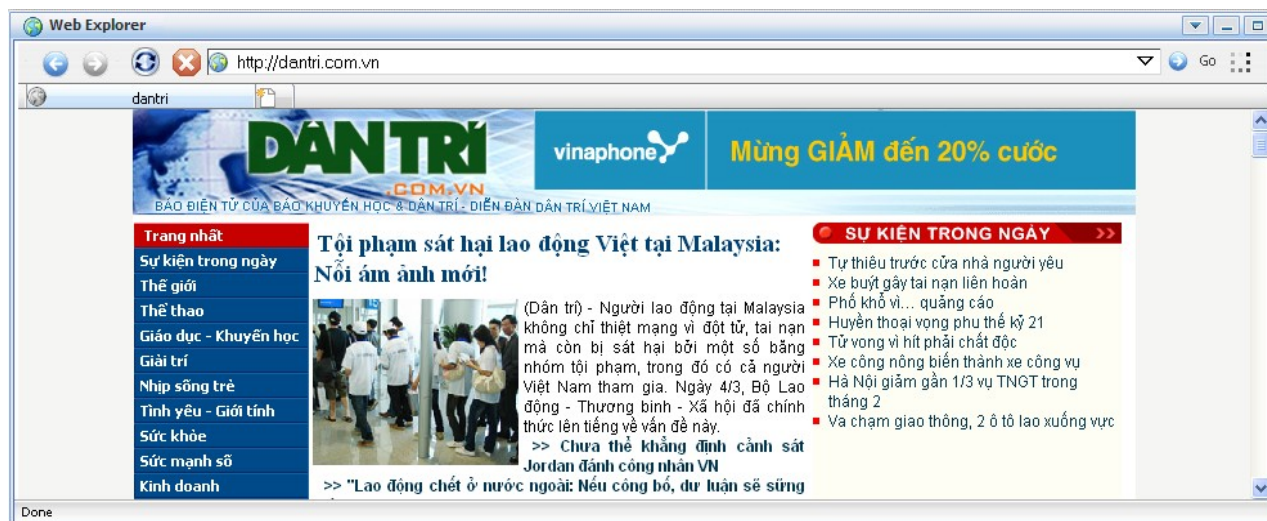 Web Explorer
http://dantri.com.vn
Go
dantri
DÂN TRÍ
.COM.VN
BÁO ĐIỆN TỬ CỦA BÁO KHUYẾN HỌC & DÂN TRÍ - DIỄN ĐÀN DÂN TRÍ VIỆT NAM
vinaphone
Mừng GIẢM đến 20% cước
Trang nhất
Sự kiện trong ngày
Thế giới
Thể thao
Giáo dục - Khuyến học
Giải trí
Nhịp sống trẻ
Tình yêu - Giới tính
Sức khỏe
Sức mạnh số
Kinh doanh
Tội phạm sát hại lao động Việt tại Malaysia:
Nỗi ám ảnh mới!
(Dân trí) - Người lao động tại Malaysia
không chỉ thiệt mạng vì đột tử, tai nạn
mà còn bị sát hại bởi một số băng
nhóm tội phạm, trong đó có cả người
Việt Nam tham gia. Ngày 4/3, Bộ Lao
động - Thương binh - Xã hội đã chính
thức lên tiếng về vấn đề này.
>> Chưa thể khẳng định cảnh sát
Jordan đánh công nhân VN
>> "Lao động chết ở nước ngoài: Nếu công bố, dư luận sẽ sững
SỰ KIỆN TRONG NGÀY >>
Tự thiêu trước cửa nhà người yêu
Xe buýt gây tai nạn liên hoàn
Phố khổ vì... quảng cáo
Huyền thoại vọng phu thế kỷ 21
Tử vong vì hít phải chất độc
Xe công nông biến thành xe công vụ
Hà Nội giảm gần 1/3 vụ TNGT trong
tháng 2
Va chạm giao thông, 2 ô tô lao xuống vực
Done